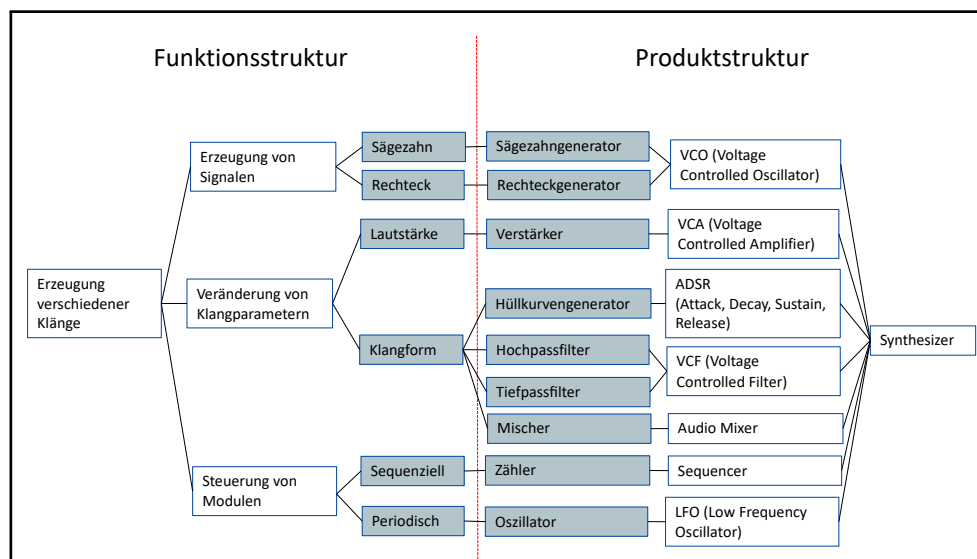 Funktionsstruktur
Produktstruktur
Erzeugung
verschiedener
Klänge
Erzeugung von
Signalen
Veränderung von
Klangparametern
Steuerung von
Modulen
Sägezahn
Rechteck
Lautstärke
Klangform
Sequenziell
Periodisch
Sägezahngenerator
Rechteckgenerator
Verstärker
Hüllkurvengenerator
Hochpassfilter
Tiefpassfilter
Mischer
Zähler
Oszillator
VCO (Voltage
Controlled Oscillator)
VCA (Voltage
Controlled Amplifier)
ADSR
(Attack, Decay, Sustain,
Release)
VCF (Voltage
Controlled Filter)
Audio Mixer
Sequencer
LFO (Low Frequency
Oscillator)
Synthesizer